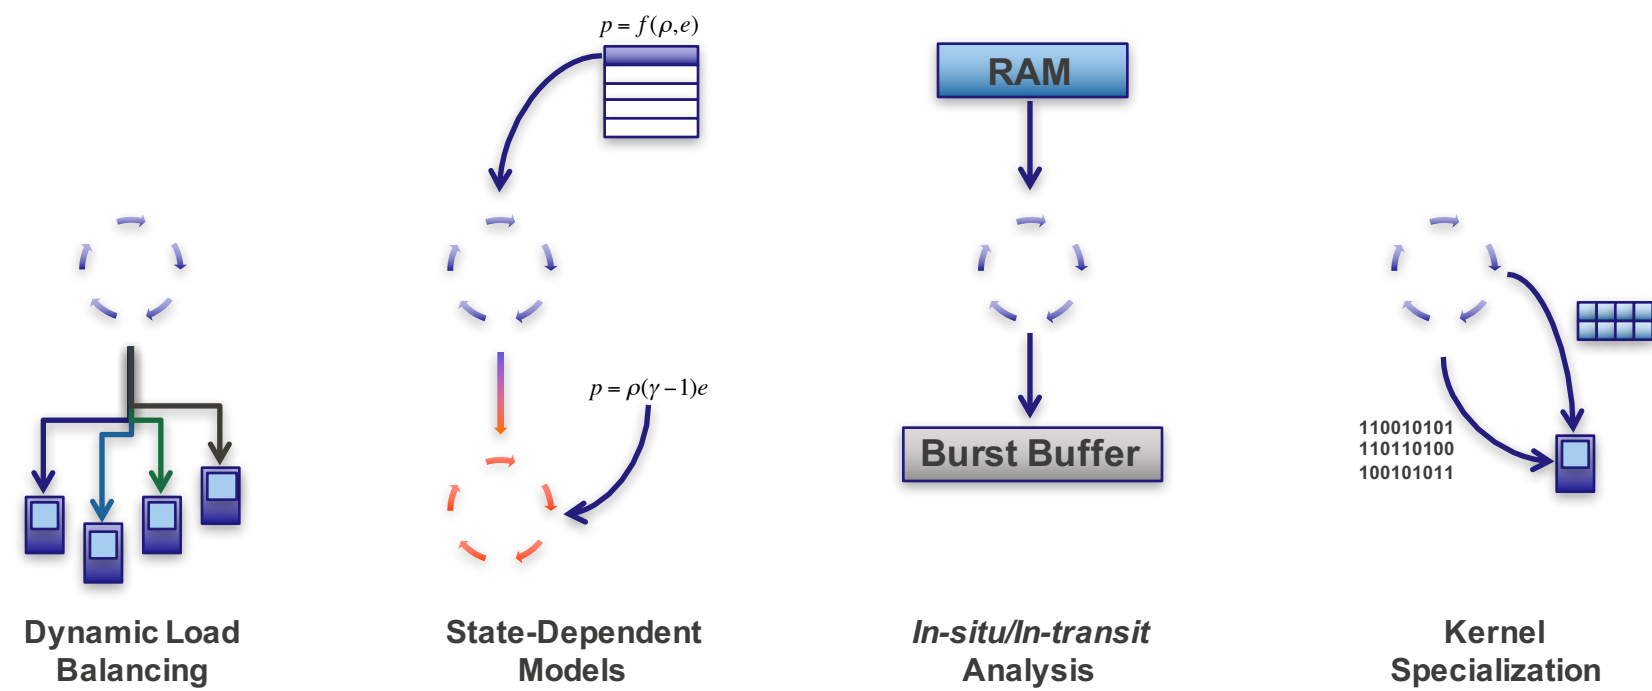 p = f(ρ,e)
RAM
p = ρ(γ−1)e
Burst Buffer
110010101
110110100
100101011
Dynamic Load
Balancing
State-Dependent
Models
In-situ/In-transit
Analysis
Kernel
Specialization